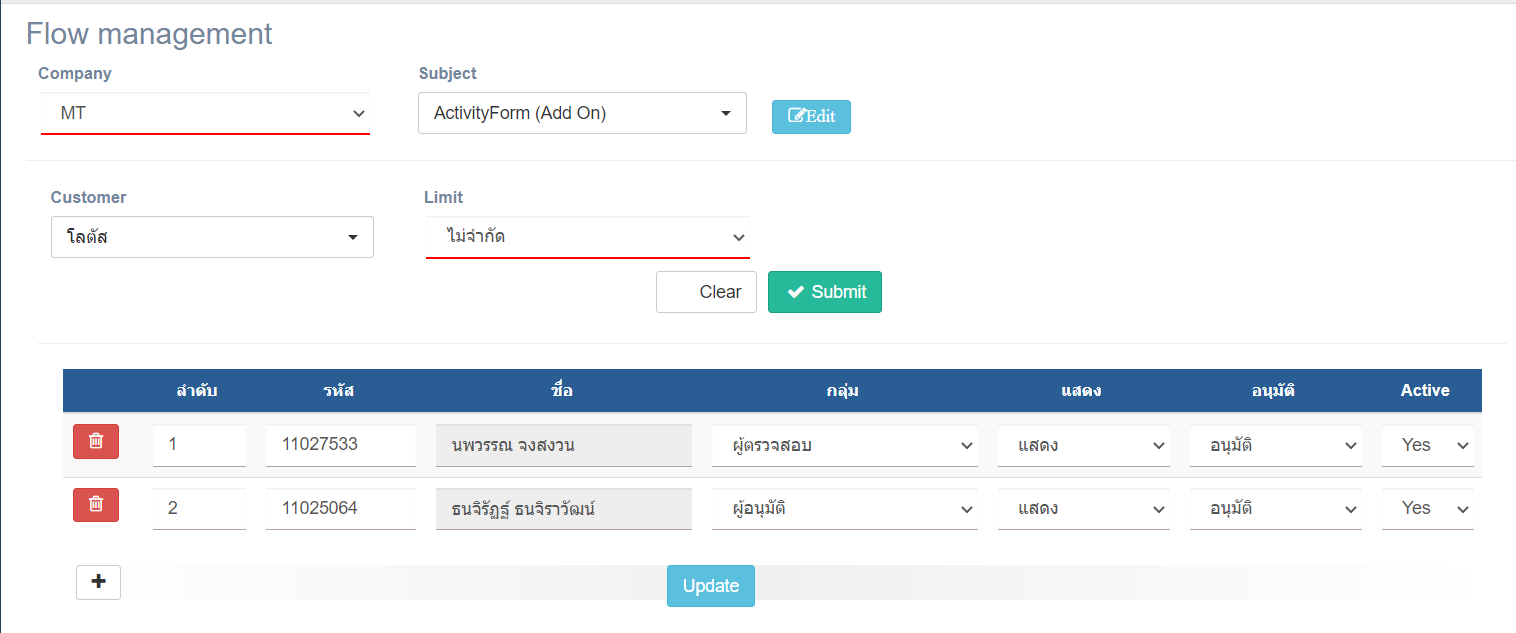 Flow management
Company Subject
MT ActivityForm (Add On) Edit
Customer Limit
โลตัส ไม่จำกัด
Clear Submit
ลำดับ รหัส ชื่อ กลุ่ม แสดง อนุมัติ Active
1 11027533 นพวรรณ จงสงวน ผู้ตรวจสอบ แสดง อนุมัติ Yes
2 11025064 ธนจิรัฏฐ์ ธนจิราวัฒน์ ผู้อนุมัติ แสดง อนุมัติ Yes
Update